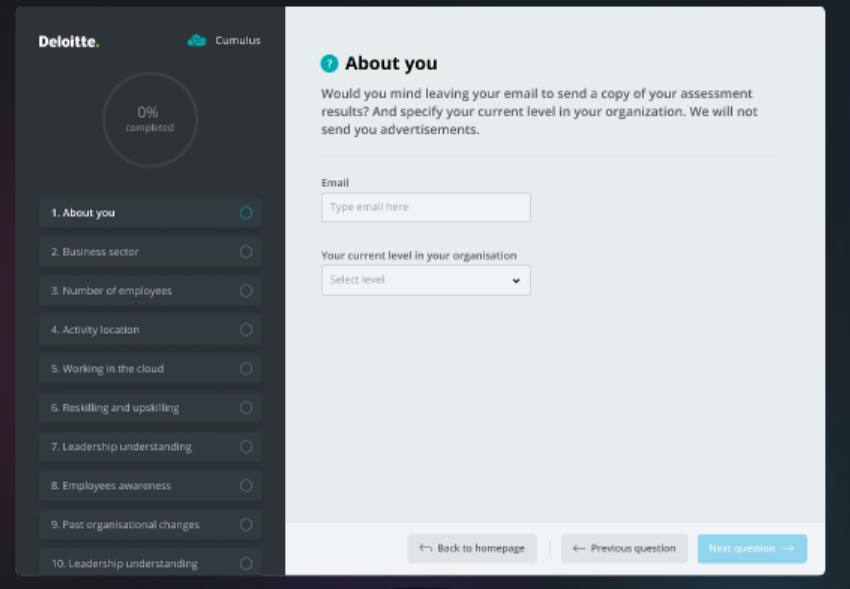 Deloitte.
Cumulus
0%
completed
1. About you
2. Business sector
3. Number of employees
4. Activity location
5. Working in the cloud
6. Reskilling and upskilling
7. Leadership understanding
8. Employees awareness
9. Past organisational changes
10. Leadership understanding
? About you
Would you mind leaving your email to send a copy of your assessment
results? And specify your current level in your organization. We will not
send you advertisements.
Email
Type email here
Your current level in your organisation
Select level
Back to homepage
Previous question
Next question